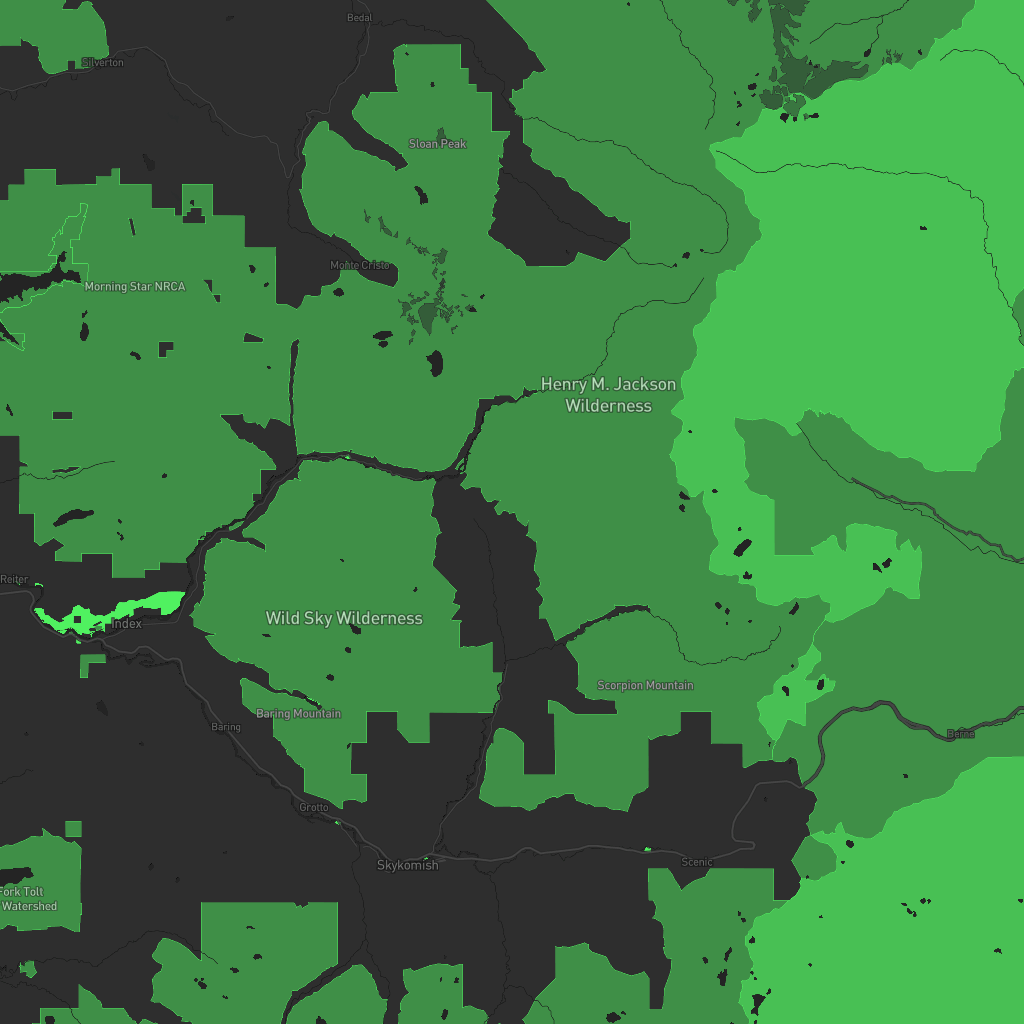 Bedal
Silverton
Sloan Peak
Monte Cristo
Morning Star NRCA
Henry M. Jackson
Wilderness
Reiter
Index
Wild Sky Wilderness
Scorpion Mountain
Baring Mountain
Baring
Berne
Grotto
Skykomish
Scenic
Fork Tolt
Watershed